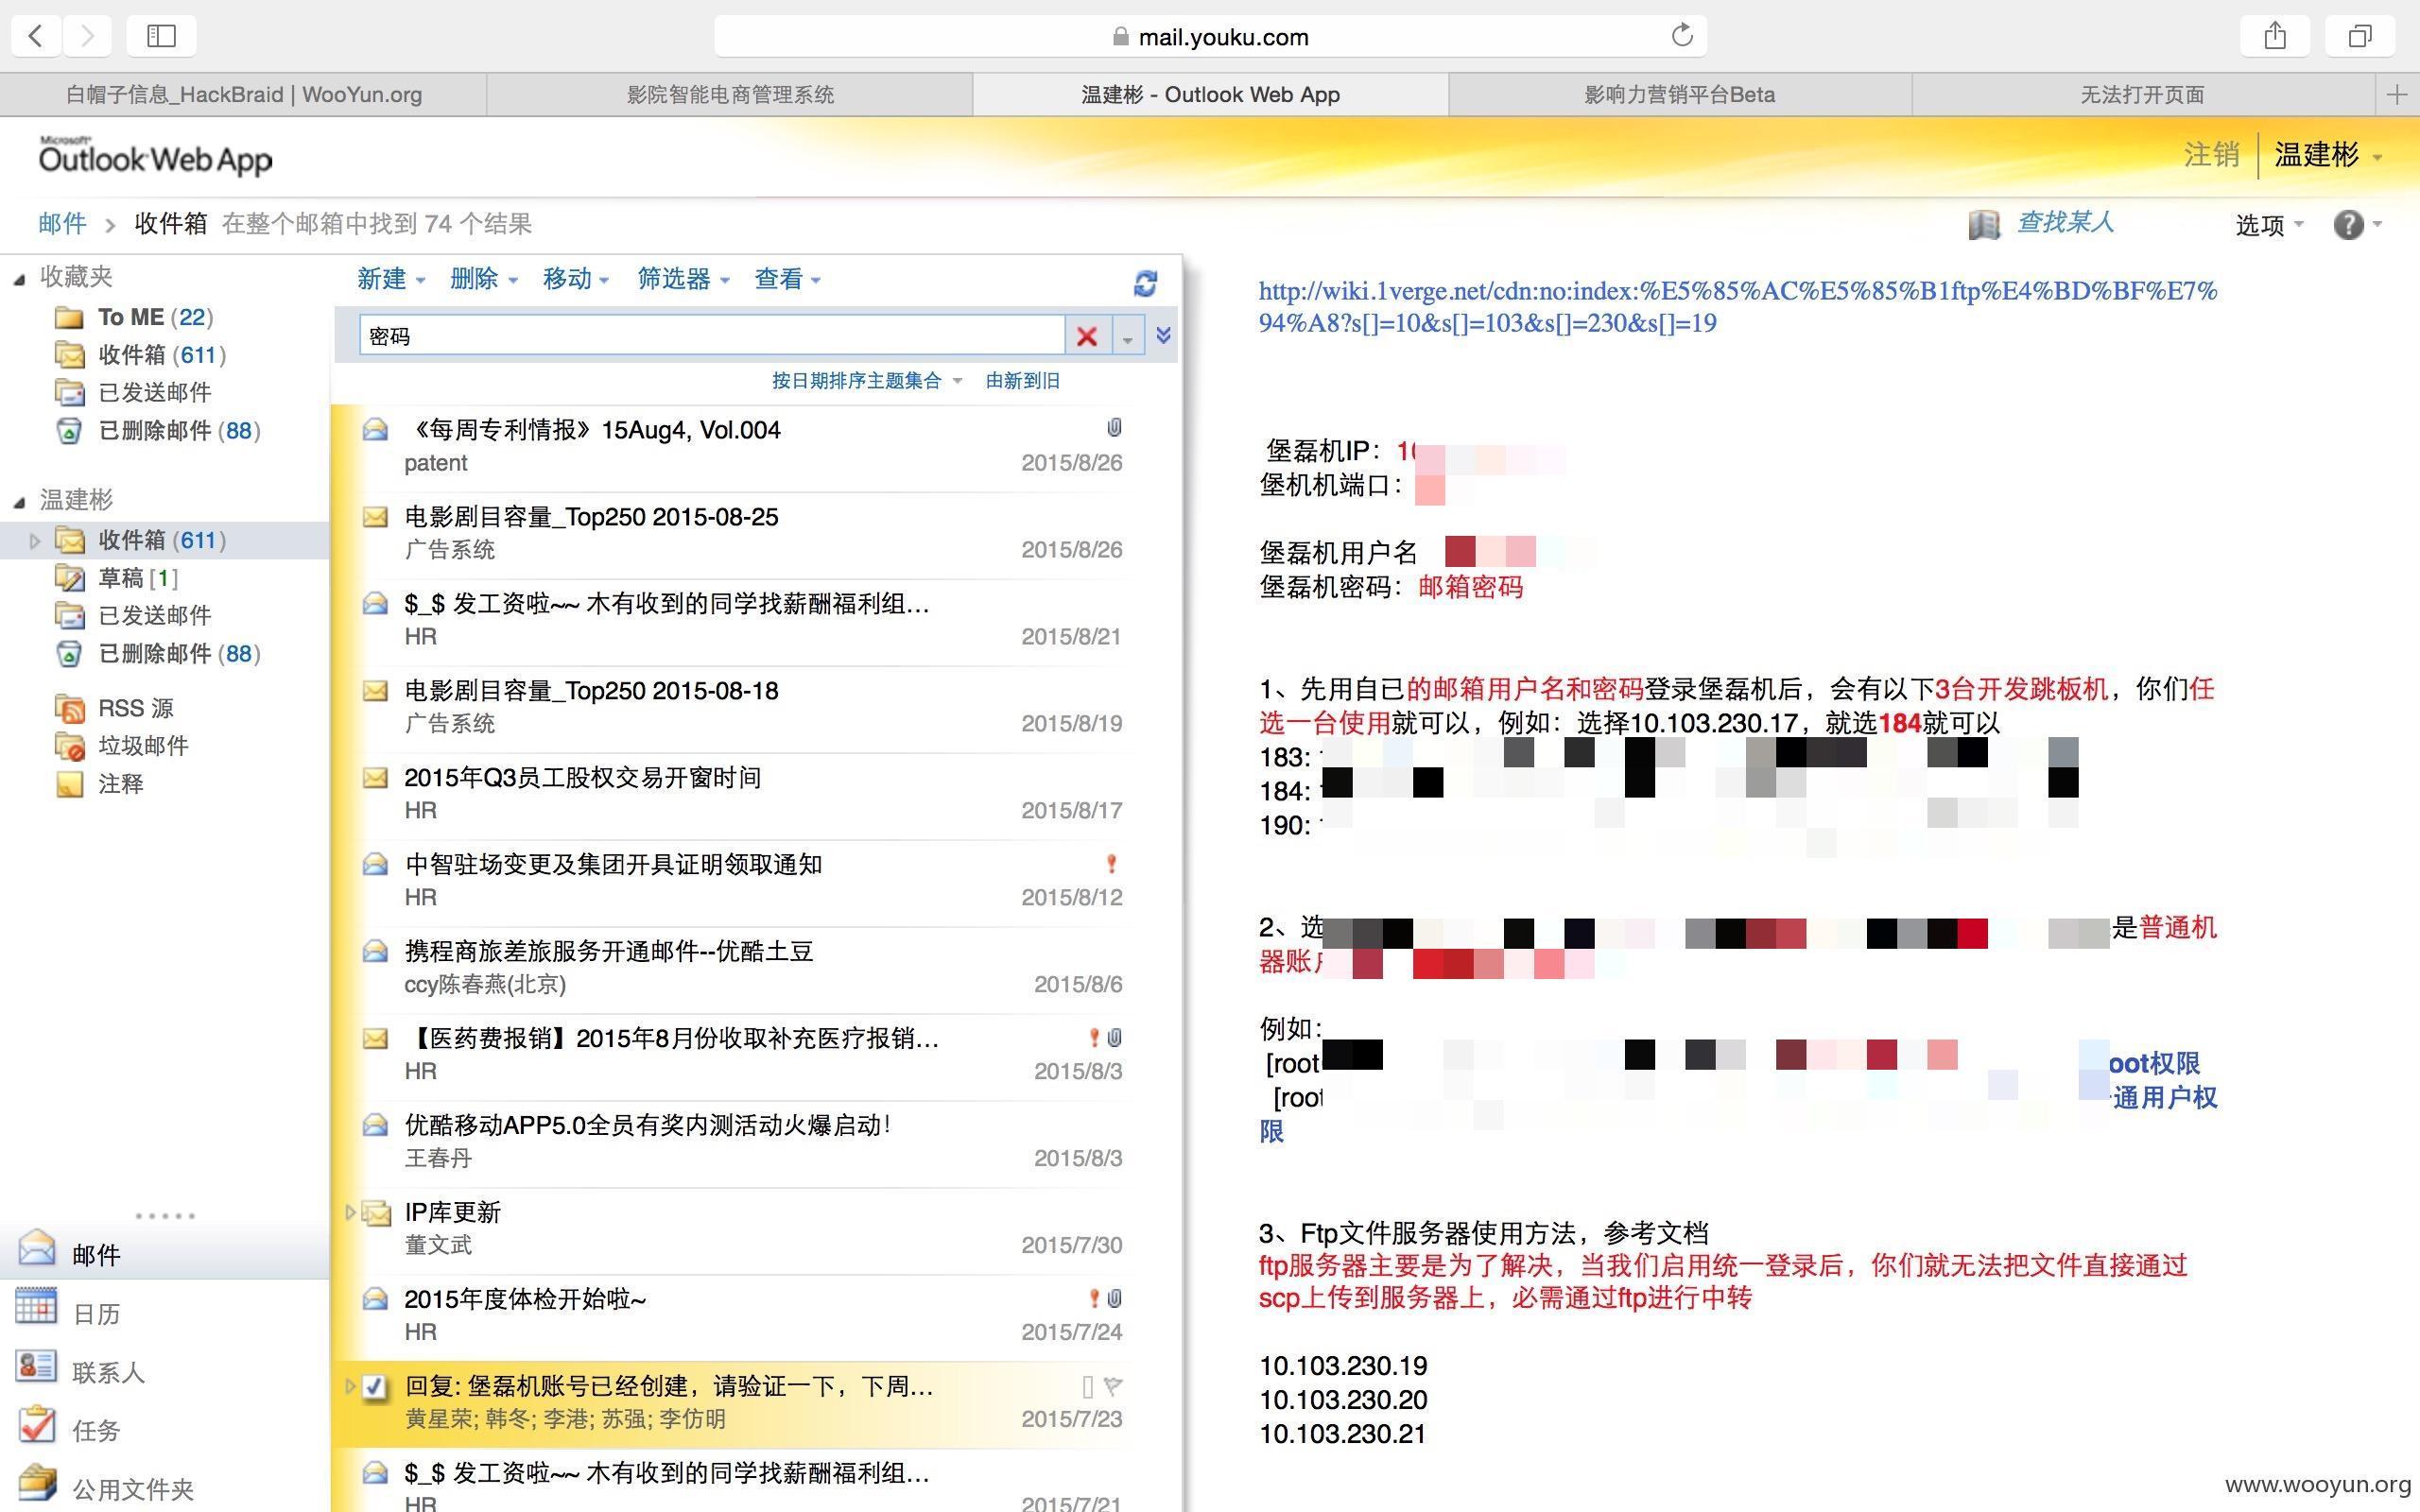 mail.youku.com
白帽子信息_HackBraid | WooYun.org
影院智能电商管理系统
温建彬 - Outlook Web App
影响力营销平台Beta
无法打开页面
Microsoft
Outlook Web App
注销
温建彬
邮件 > 收件箱 在整个邮箱中找到 74 个结果
查找某人
选项
收藏夹
To ME (22)
收件箱 (611)
已发送邮件
已删除邮件 (88)
温建彬
收件箱 (611)
草稿 [1]
已发送邮件
已删除邮件 (88)
RSS 源
垃圾邮件
注释
邮件
日历
联系人
任务
公用文件夹
新建 删除 移动 筛选器 查看
密码
按日期排序主题集合 由新到旧
《每周专利情报》15Aug4, Vol.004
patent 2015/8/26
电影剧目容量_Top250 2015-08-25
广告系统 2015/8/26
$_$ 发工资啦~~ 木有收到的同学找薪酬福利组...
HR 2015/8/21
电影剧目容量_Top250 2015-08-18
广告系统 2015/8/19
2015年Q3员工股权交易开窗时间
HR 2015/8/17
中智驻场变更及集团开具证明领取通知
HR 2015/8/12
携程商旅差旅服务开通邮件--优酷土豆
ccy陈春燕(北京) 2015/8/6
【医药费报销】2015年8月份收取补充医疗报销...
HR 2015/8/3
优酷移动APP5.0全员有奖内测活动火爆启动！
王春丹 2015/8/3
IP库更新
董文武 2015/7/30
2015年度体检开始啦~
HR 2015/7/24
回复: 堡磊机账号已经创建，请验证一下，下周...
黄星荣; 韩冬; 李港; 苏强; 李仿明 2015/7/23
$_$ 发工资啦~~ 木有收到的同学找薪酬福利组...
HR 2015/7/21
http://wiki.1verge.net/cdn:no:index:%E5%85%AC%E5%85%B1ftp%E4%BD%BF%E7%
94%A8?s[]=10&s[]=103&s[]=230&s[]=19
堡磊机IP：1
堡机机端口：
堡磊机用户名
堡磊机密码：邮箱密码
1、先用自已的邮箱用户名和密码登录堡磊机后，会有以下3台开发跳板机，你们任
选一台使用就可以，例如：选择10.103.230.17，就选184就可以
183:
184:
190:
2、选 是普通机
器账
例如：
[root oot权限
[root 通用户权
限
3、Ftp文件服务器使用方法，参考文档
ftp服务器主要是为了解决，当我们启用统一登录后，你们就无法把文件直接通过
scp上传到服务器上，必需通过ftp进行中转
10.103.230.19
10.103.230.20
10.103.230.21
www.wooyun.org